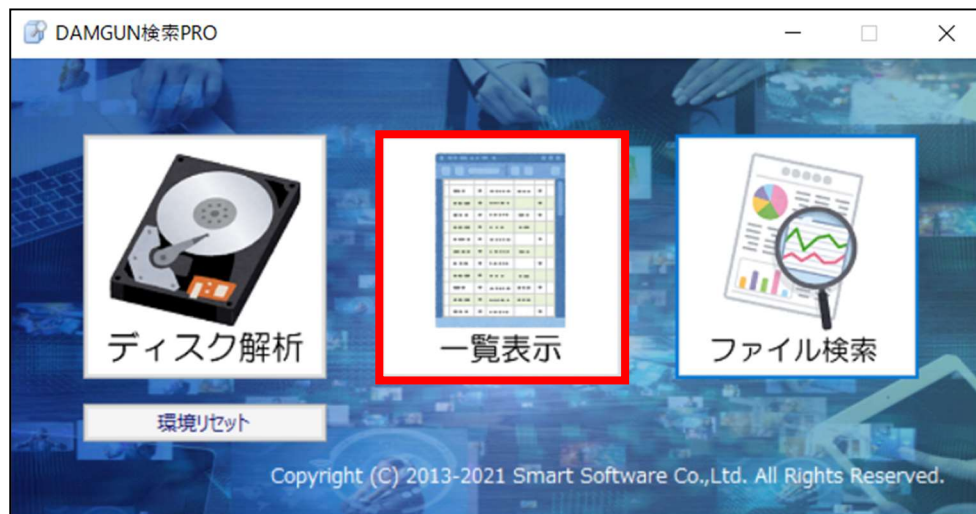 DAMGUN検索PRO
ディスク解析
一覧表示
ファイル検索
環境リセット
Copyright (C) 2013-2021 Smart Software Co.,Ltd. All Rights Reserved.